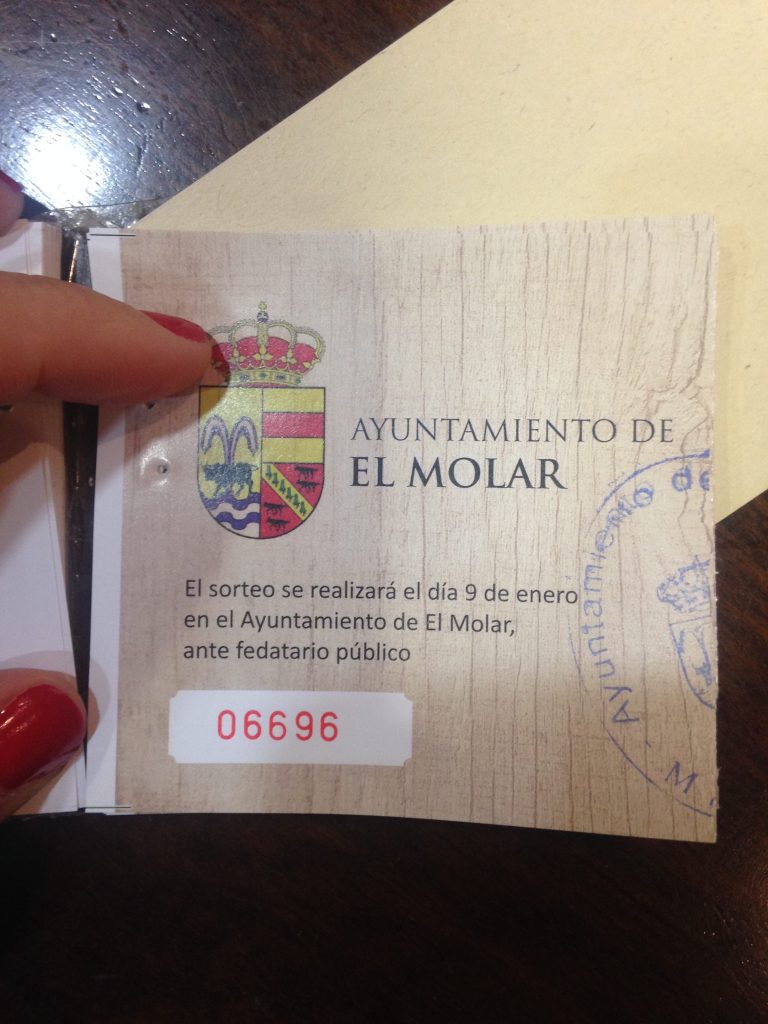 AYUNTAMIENTO DE
EL MOLAR
El sorteo se realizará el día 9 de enero
en el Ayuntamiento de El Molar,
ante fedatario público
06696
Ayuntamiento
M